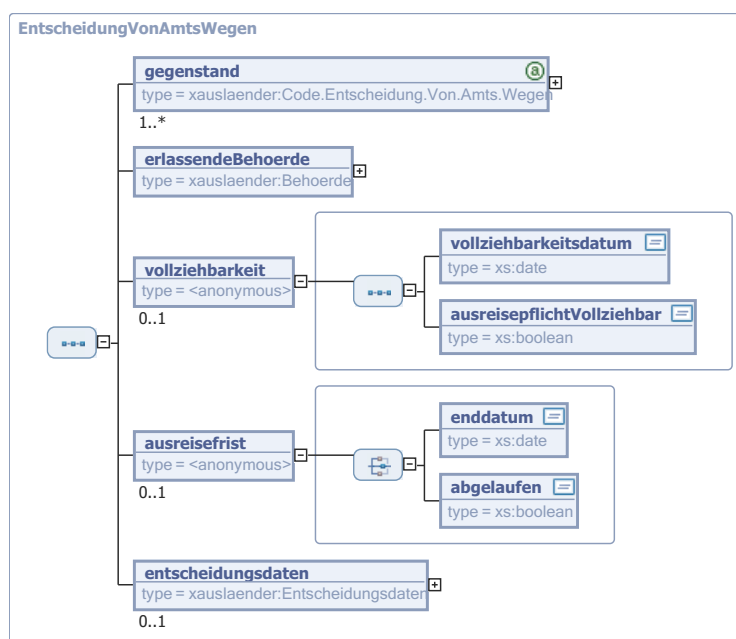 EntscheidungVonAmtsWegen
gegenstand
type = xauslaender:Code.Entscheidung.Von.Amts.Wegen
1..*
erlassendeBehoerde
type = xauslaender:Behoerde
vollziehbarkeit
type = <anonymous>
0..1
vollziehbarkeitsdatum
type = xs:date
ausreisepflichtVollziehbar
type = xs:boolean
ausreisefrist
type = <anonymous>
0..1
enddatum
type = xs:date
abgelaufen
type = xs:boolean
entscheidungsdaten
type = xauslaender:Entscheidungsdaten
0..1